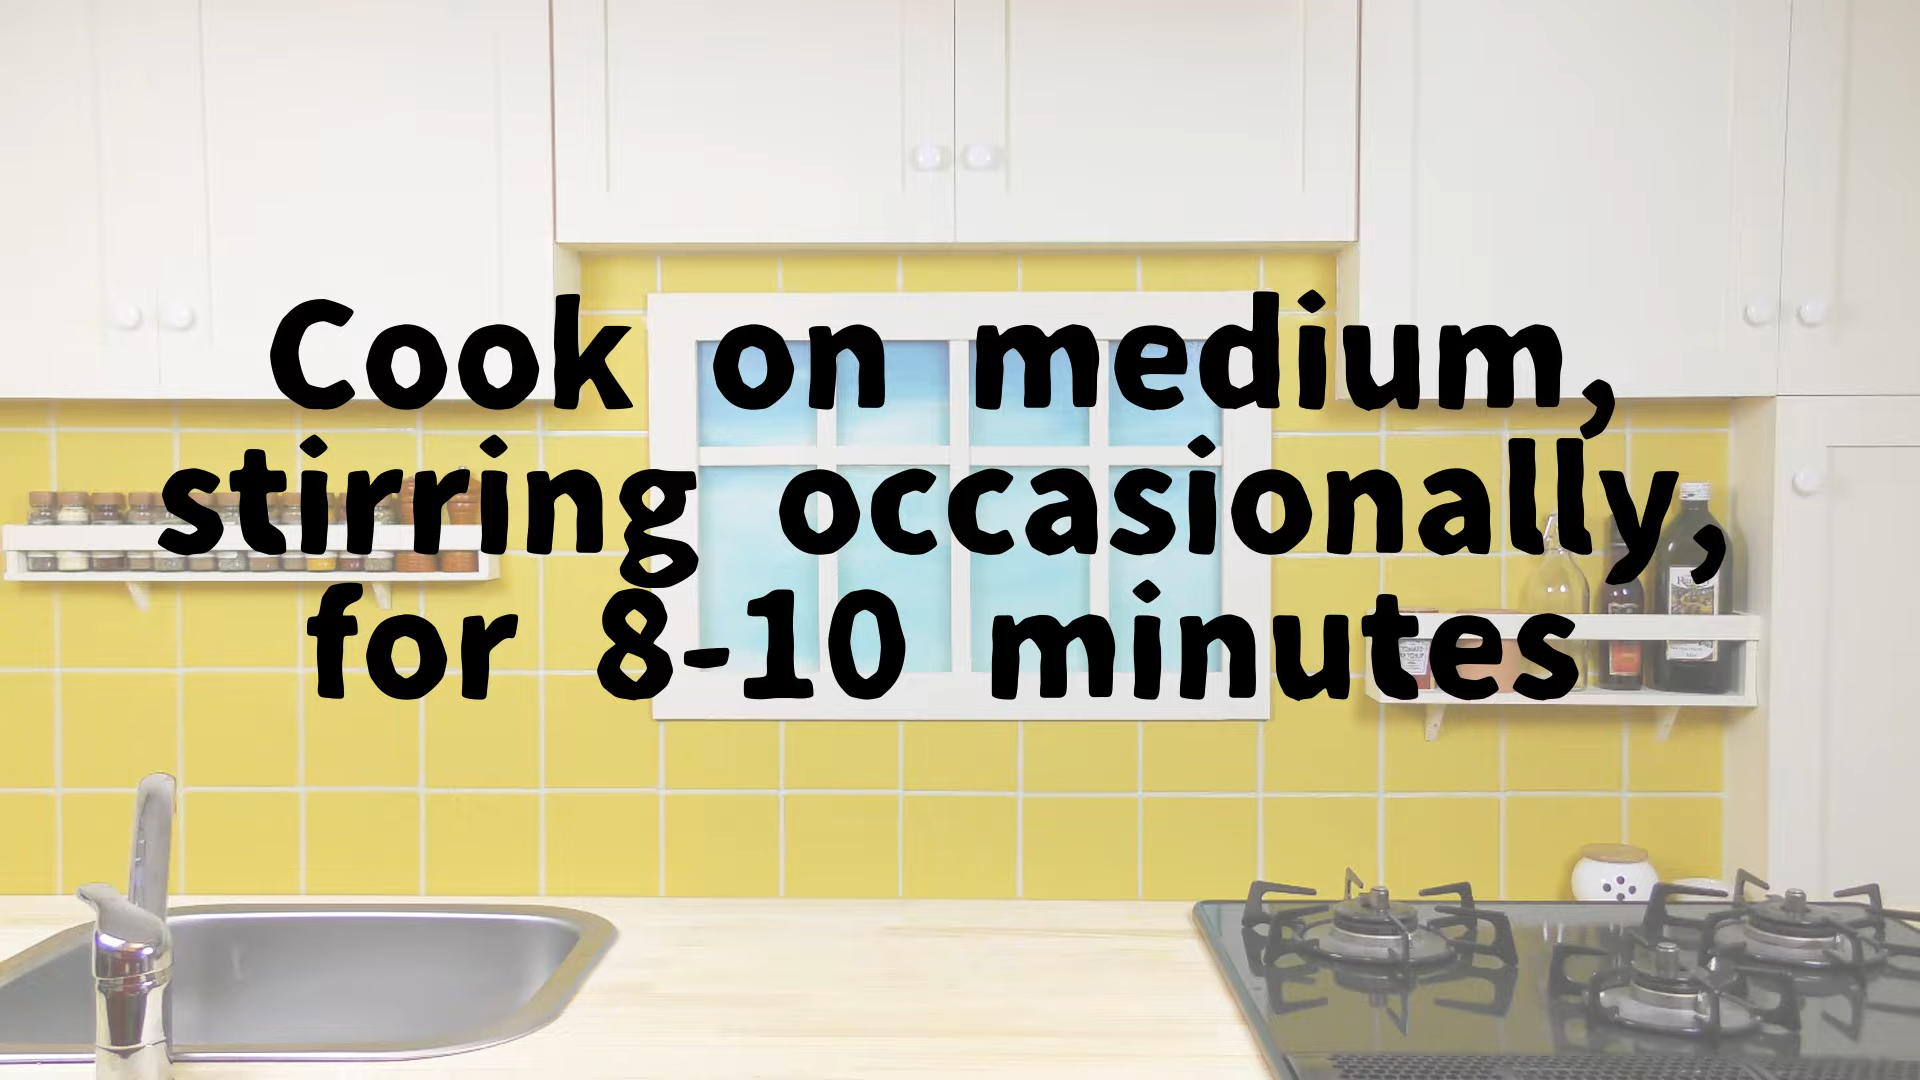 Cook on medium,
stirring occasionally,
for 8-10 minutes